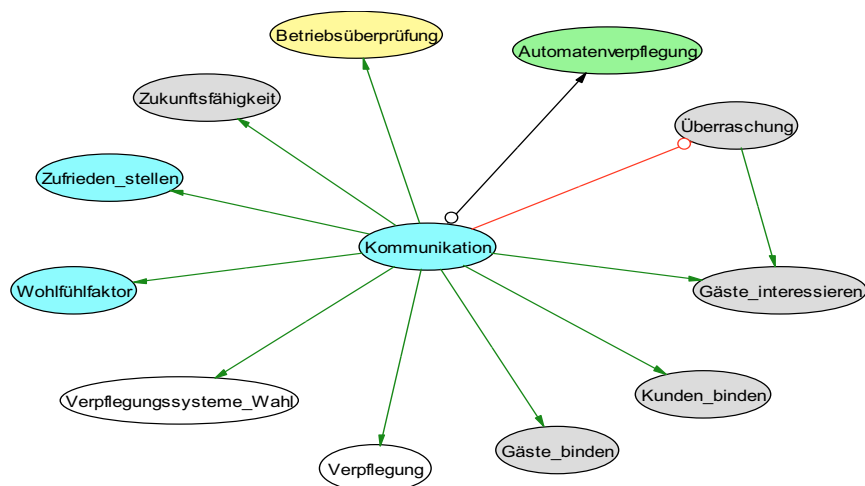 Betriebsüberprüfung
Automatenverpflegung
Zukunftsfähigkeit
Überraschung
Zufrieden_stellen
Kommunikation
Wohlfühlfaktor
Gäste_interessieren
Verpflegungssysteme_Wahl
Kunden_binden
Gäste_binden
Verpflegung